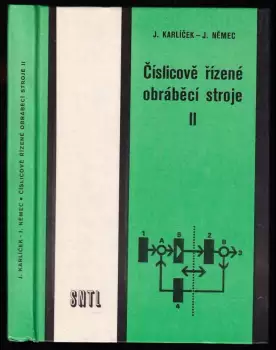 J. KARLÍČEK – J. NĚMEC • ČÍSLICOVĚ ŘÍZENÉ OBRÁBĚCÍ STROJE II
SNTL
J. KARLÍČEK – J. NĚMEC
Číslicově řízené
obráběcí stroje
II
1 A 5 2 B 3
4